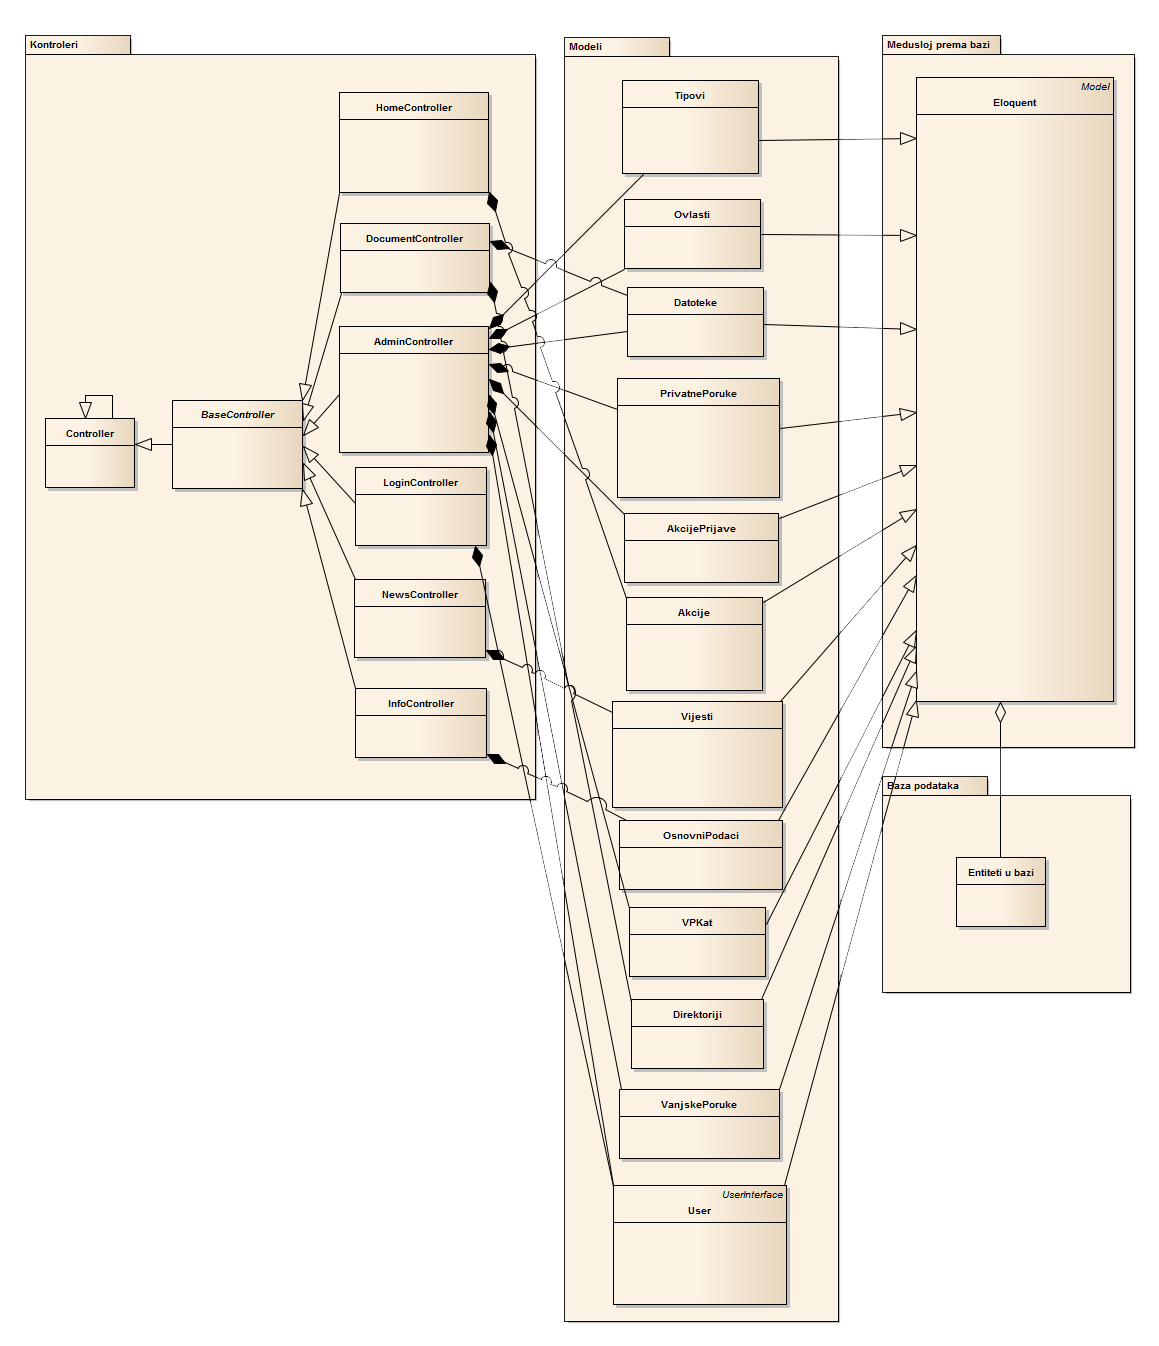 Kontroleri
HomeController
DocumentController
AdminController
BaseController
Controller
LoginController
NewsController
InfoController
Modeli
Tipovi
Ovlasti
Datoteke
PrivatnePoruke
AkcijePrijave
Akcije
Vijesti
OsnovniPodaci
VPKat
Direktoriji
VanjskePoruke
UserInterface
User
Medusloj prema bazi
Model
Eloquent
Baza podataka
Entiteti u bazi